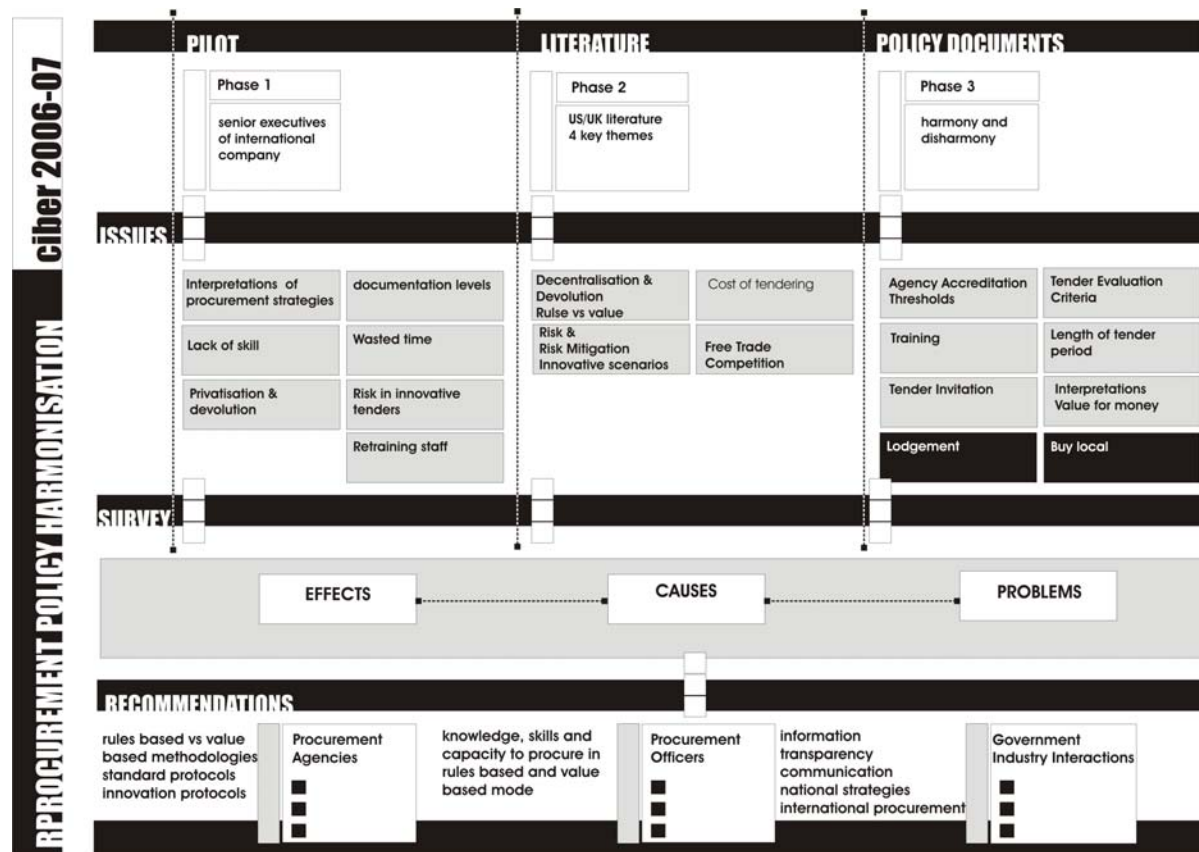 ciber 2006-07
RPROCUREMENT POLICY HARMONISATION
PILOT
LITERATURE
POLICY DOCUMENTS
Phase 1
senior executives
of international
company
Phase 2
US/UK literature
4 key themes
Phase 3
harmony and
disharmony
ISSUES
Interpretations of
procurement strategies
documentation levels
Lack of skill
Wasted time
Privatisation &
devolution
Risk in innovative
tenders
Retraining staff
Decentralisation &
Devolution
Rulse vs value
Cost of tendering
Risk &
Risk Mitigation
Innovative scenarios
Free Trade
Competition
Agency Accreditation
Thresholds
Tender Evaluation
Criteria
Training
Length of tender
period
Tender Invitation
Interpretations
Value for money
Lodgement
Buy local
SURVEY
EFFECTS
CAUSES
PROBLEMS
RECOMMENDATIONS
rules based vs value
based methodologies
standard protocols
innovation protocols
Procurement
Agencies
knowledge, skills and
capacity to procure in
rules based and value
based mode
Procurement
Officers
information
transparency
communication
national strategies
international procurement
Government
Industry Interactions